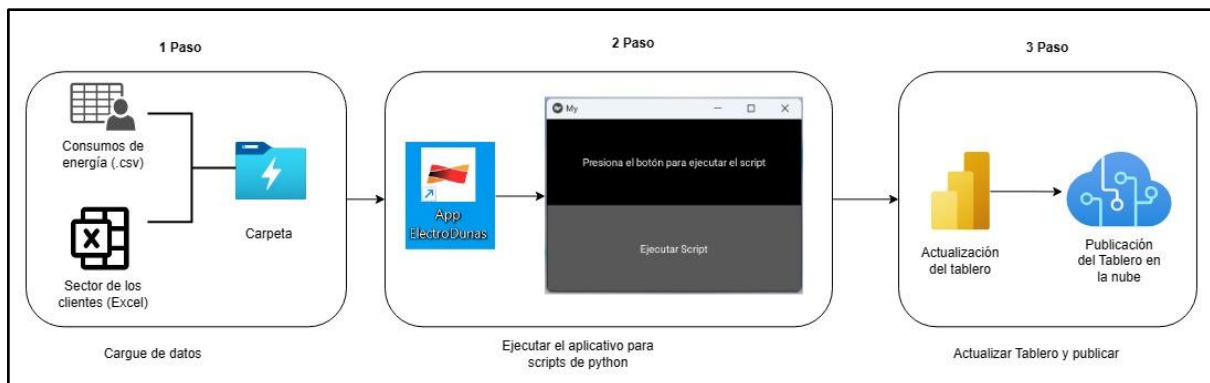 1 Paso
Consumos de
energía (.csv)
Sector de los
clientes (Excel)
Carpeta
Cargue de datos
2 Paso
App
ElectroDunas
My
Presiona el botón para ejecutar el script
Ejecutar Script
Ejecutar el aplicativo para
scripts de python
3 Paso
Actualización
del tablero
Publicación
del Tablero en
la nube
Actualizar Tablero y publicar